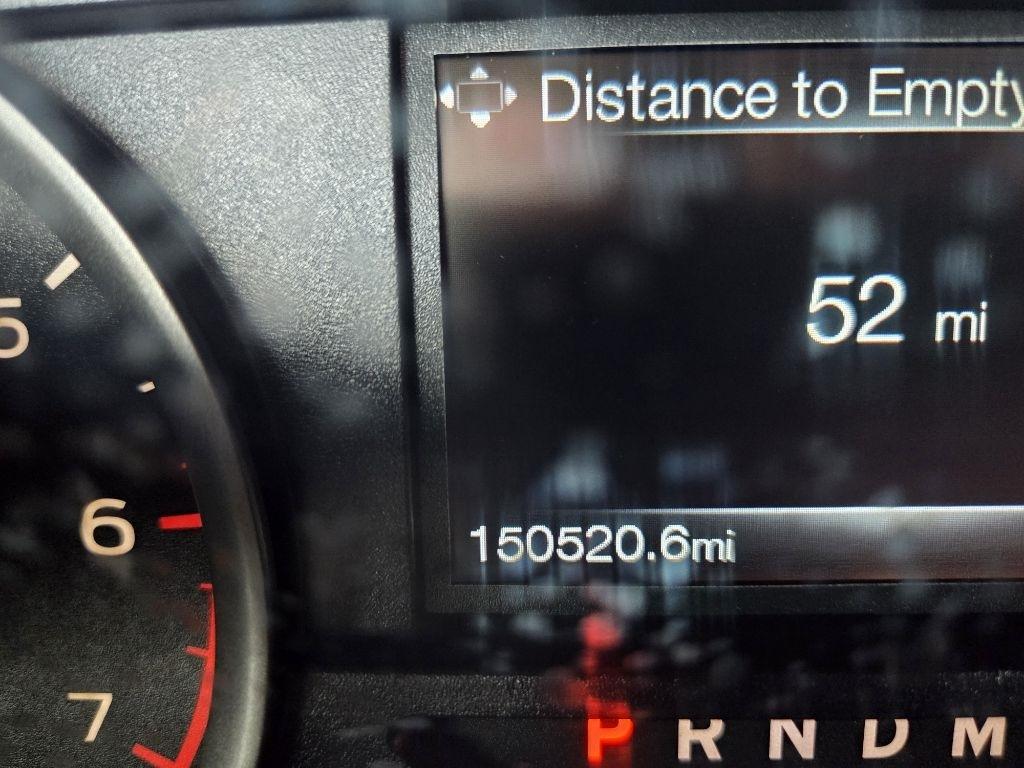 Distance to Empty
52 mi
150520.6mi
5
6
7
P R N D M